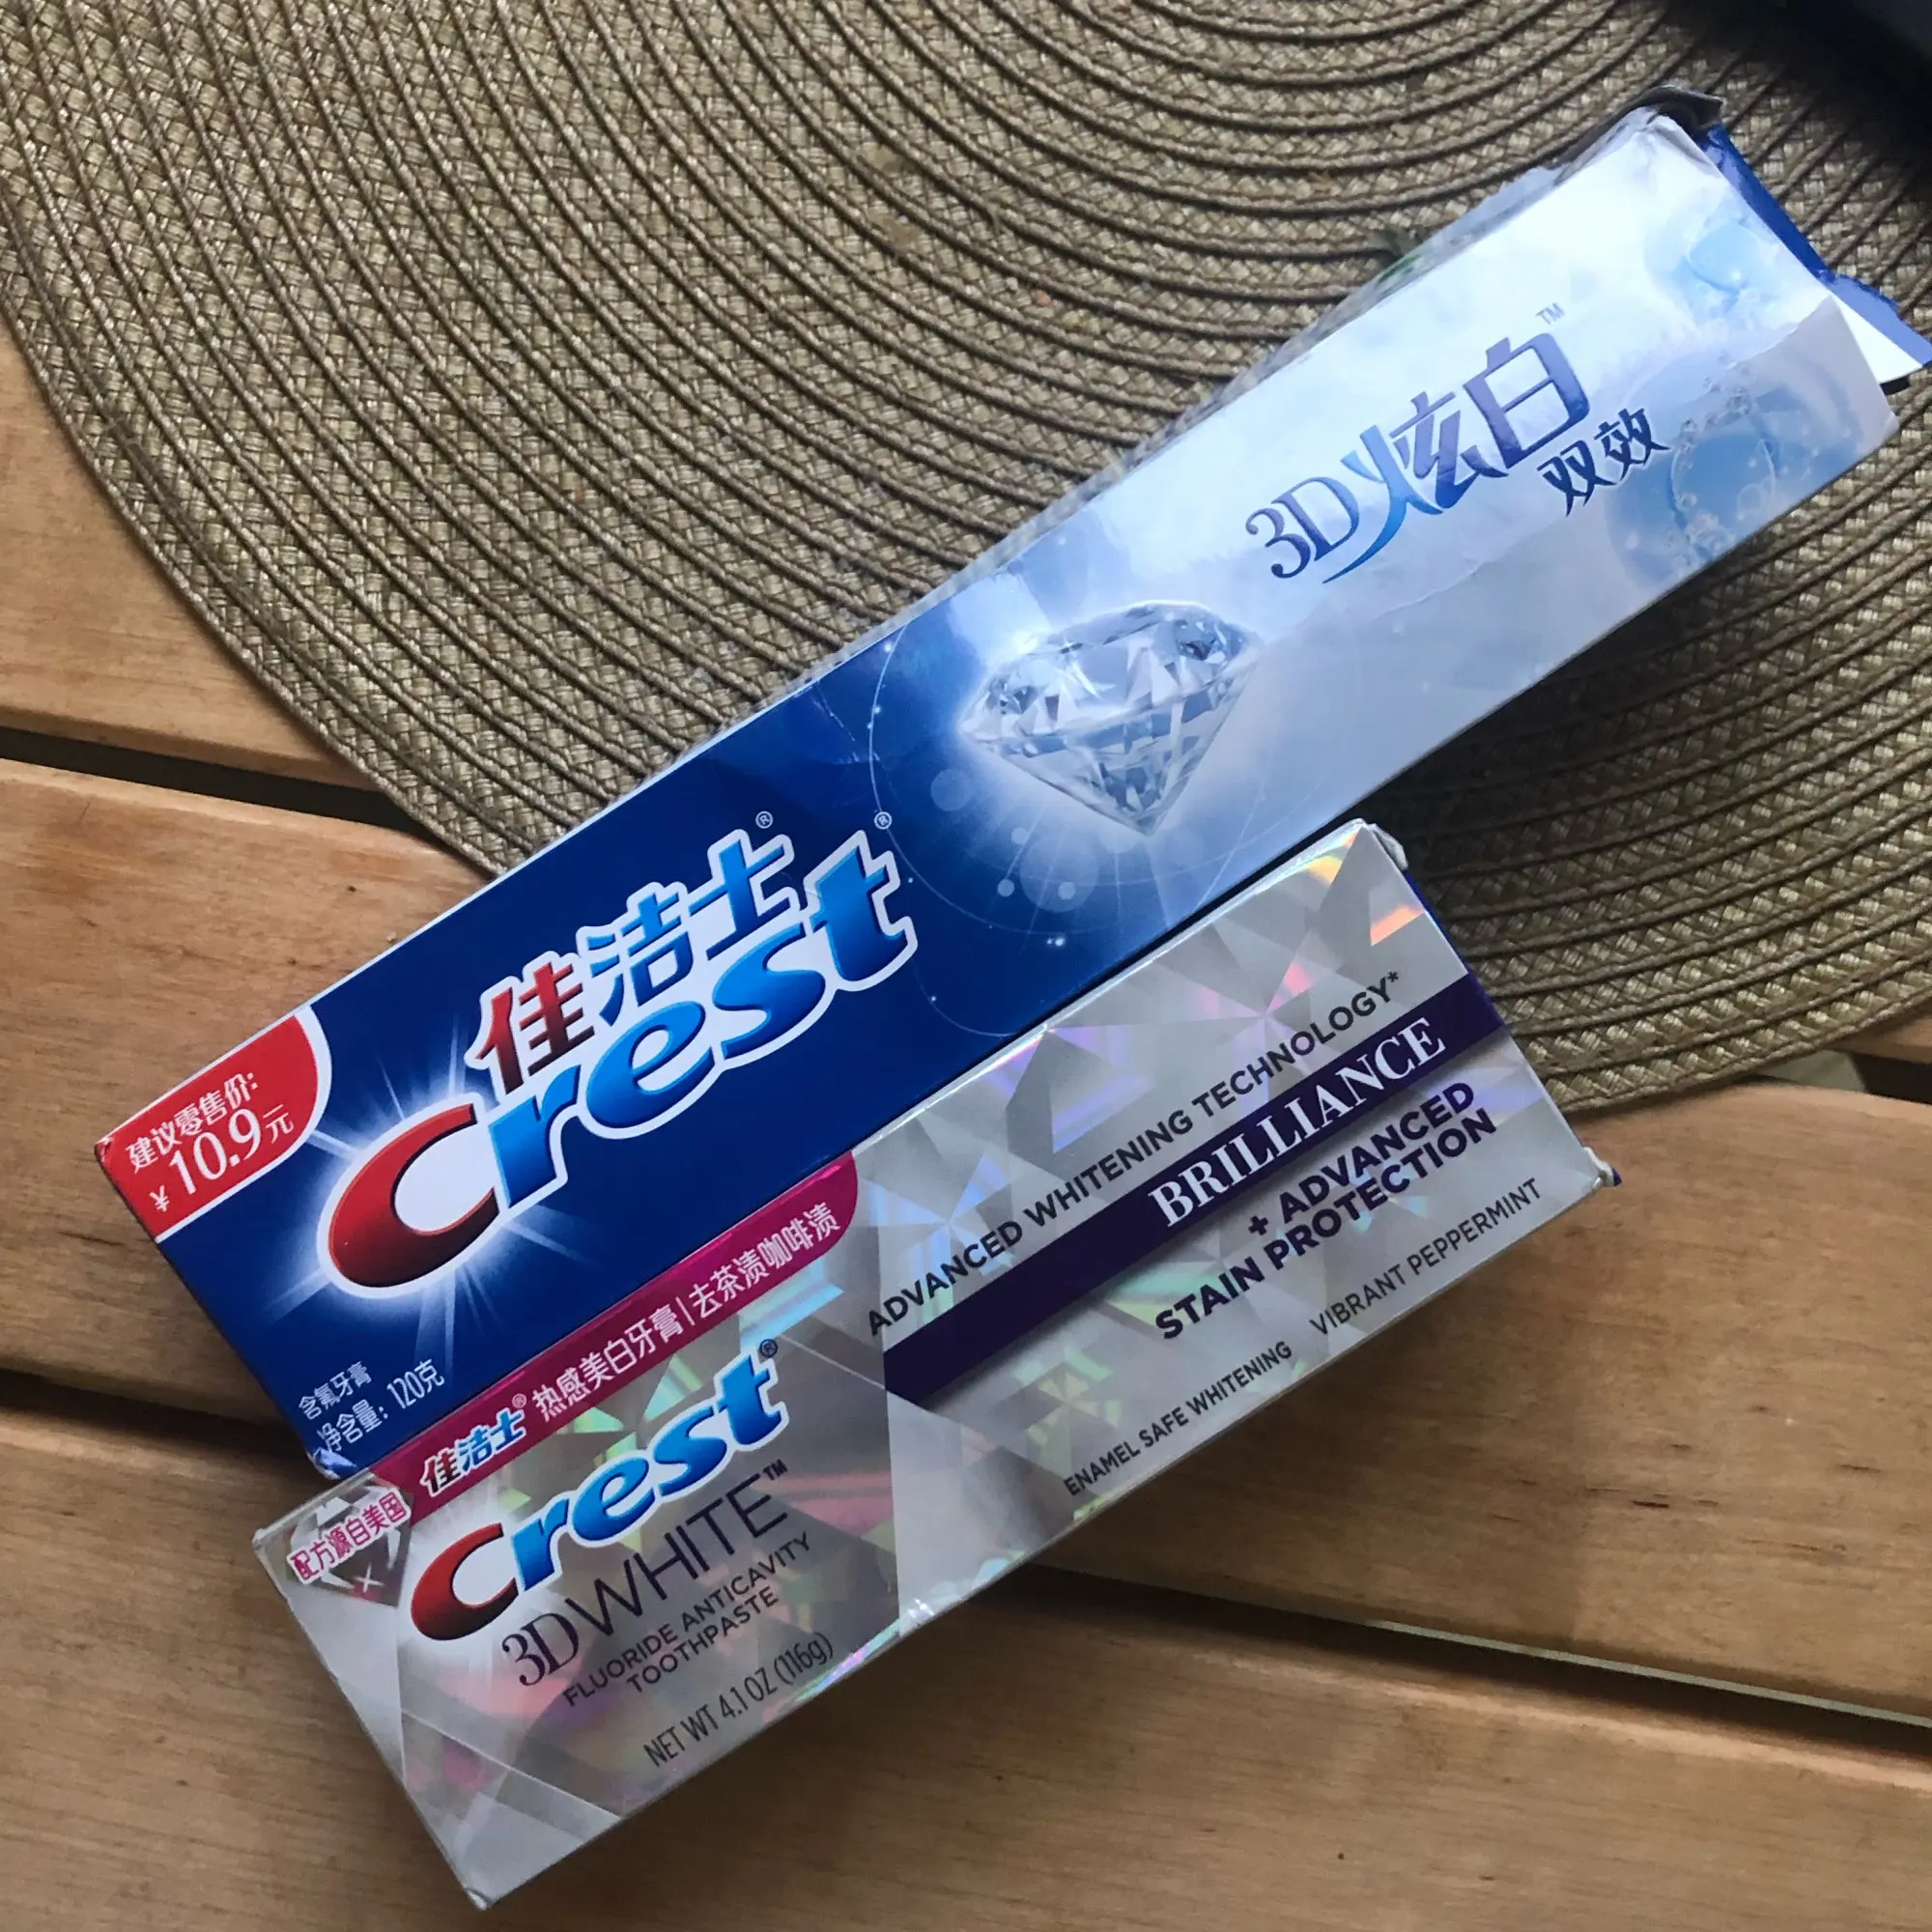 3D炫白™
双效
佳洁士®
Crest®
建议零售价:
¥10.9元
含氟牙膏
净含量: 120克
佳洁士® 热感美白牙膏|去茶渍咖啡渍
配方源自美国
Crest®
3DWHITE™
FLUORIDE ANTICAVITY
TOOTHPASTE
NET WT 4.1 OZ (116g)
ADVANCED WHITENING TECHNOLOGY*
BRILLIANCE
+ ADVANCED
STAIN PROTECTION
ENAMEL SAFE WHITENING VIBRANT PEPPERMINT